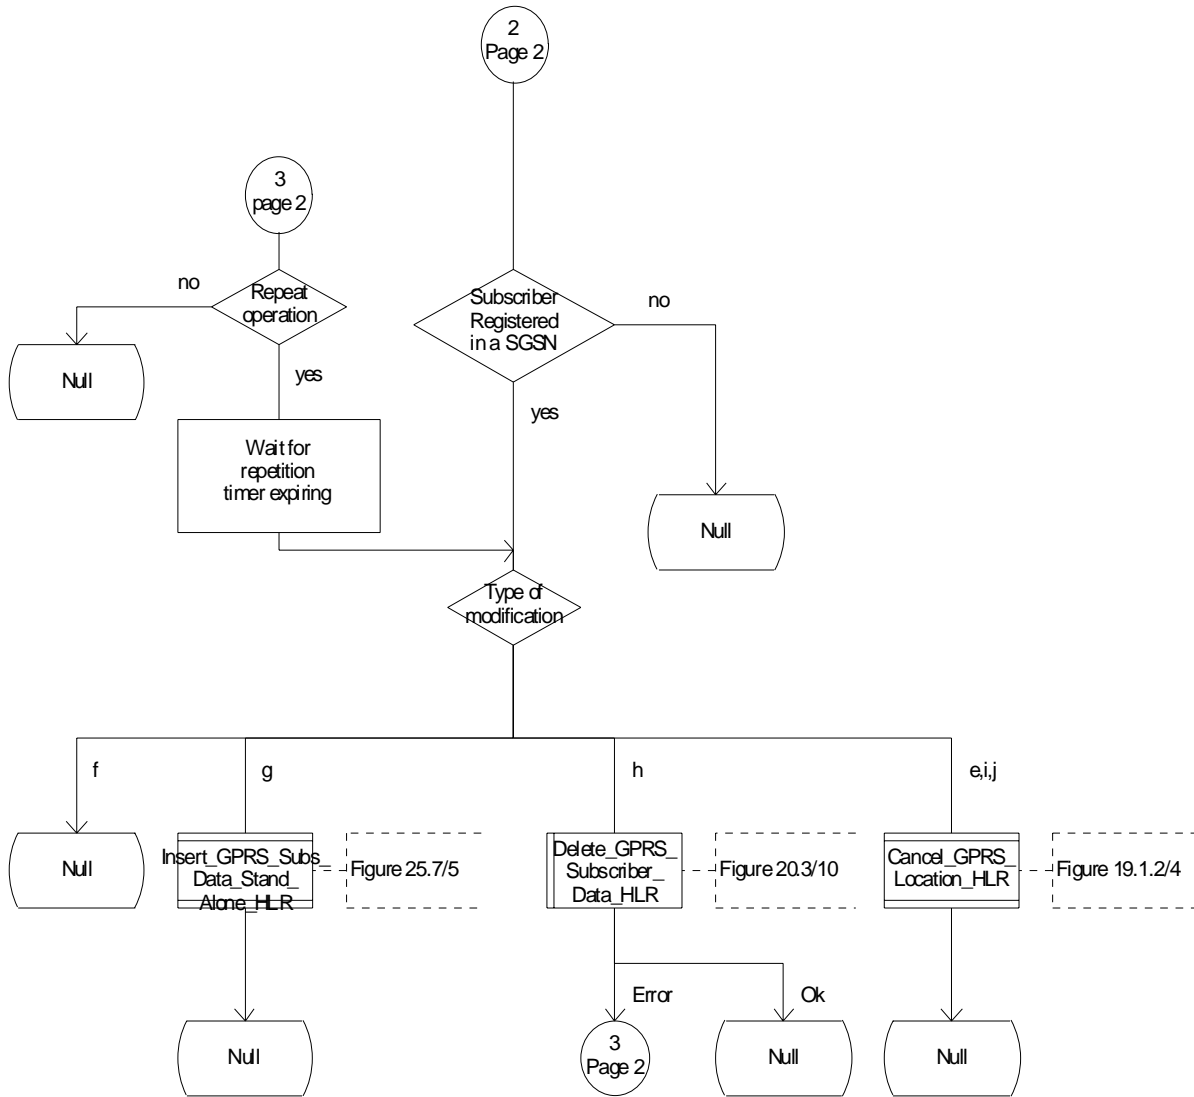 2
Page 2
3
page 2
no
Repeat
operation
Subscriber
Registered
in a SGSN
no
Null
yes
yes
Wait for
repetition
timer expiring
Null
Type of
modification
f
g
h
e,i,j
Null
Insert_GPRS_Subs_
Data_Stand_
Alone_HLR
Figure 25.7/5
Delete_GPRS_
Subscriber_
Data_HLR
Figure 20.3/10
Cancel_GPRS_
Location_HLR
Figure 19.1.2/4
Error
Ok
Null
3
Page 2
Null
Null